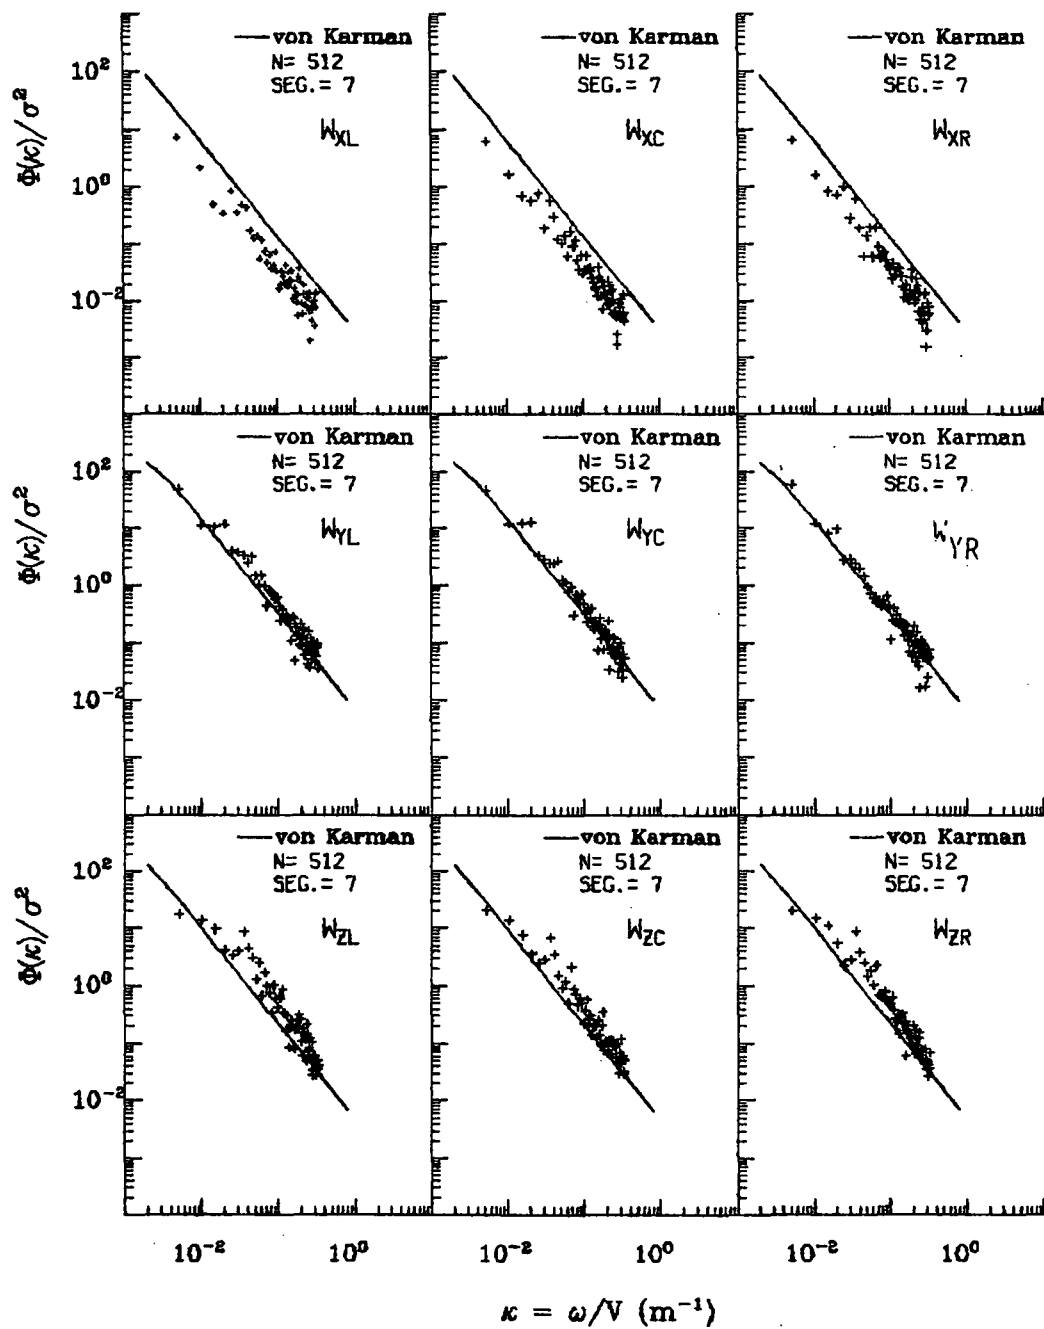 von Karman
N= 512
SEG.= 7
W_XL
von Karman
N= 512
SEG.= 7
W_XC
von Karman
N= 512
SEG.= 7
W_XR
Φ(κ)/σ²
10²
10⁰
10⁻²
von Karman
N= 512
SEG.= 7
W_YL
von Karman
N= 512
SEG.= 7
W_YC
von Karman
N= 512
SEG.= 7
W_YR
Φ(κ)/σ²
10²
10⁰
10⁻²
von Karman
N= 512
SEG.= 7
W_ZL
von Karman
N= 512
SEG.= 7
W_ZC
von Karman
N= 512
SEG.= 7
W_ZR
Φ(κ)/σ²
10²
10⁰
10⁻²
10⁻² 10⁰ 10⁻² 10⁰ 10⁻² 10⁰
κ = ω/V (m⁻¹)